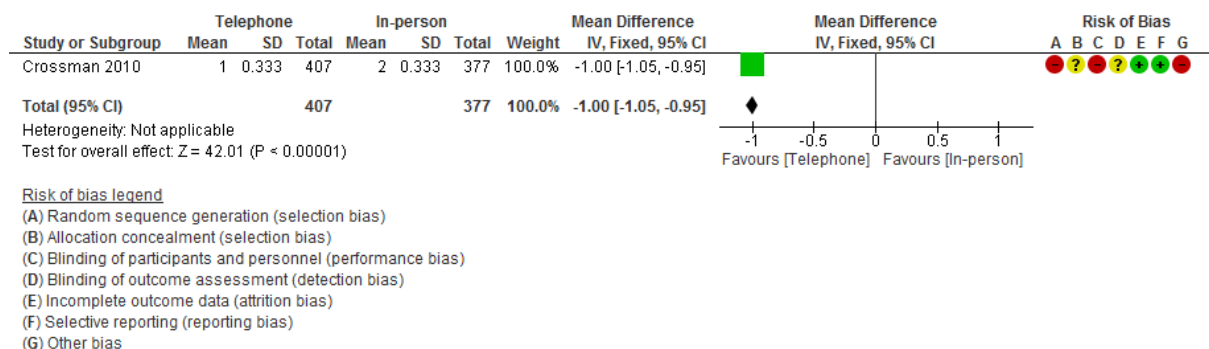 Telephone In-person Mean Difference Mean Difference Risk of Bias
Study or Subgroup Mean SD Total Mean SD Total Weight IV, Fixed, 95% CI IV, Fixed, 95% CI A B C D E F G
Crossman 2010 1 0.333 407 2 0.333 377 100.0% -1.00 [-1.05, -0.95] - ? - ? + + -
Total (95% CI) 407 377 100.0% -1.00 [-1.05, -0.95]
Heterogeneity: Not applicable
Test for overall effect: Z = 42.01 (P < 0.00001)
-1 -0.5 0 0.5 1
Favours [Telephone] Favours [In-person]
Risk of bias legend
(A) Random sequence generation (selection bias)
(B) Allocation concealment (selection bias)
(C) Blinding of participants and personnel (performance bias)
(D) Blinding of outcome assessment (detection bias)
(E) Incomplete outcome data (attrition bias)
(F) Selective reporting (reporting bias)
(G) Other bias